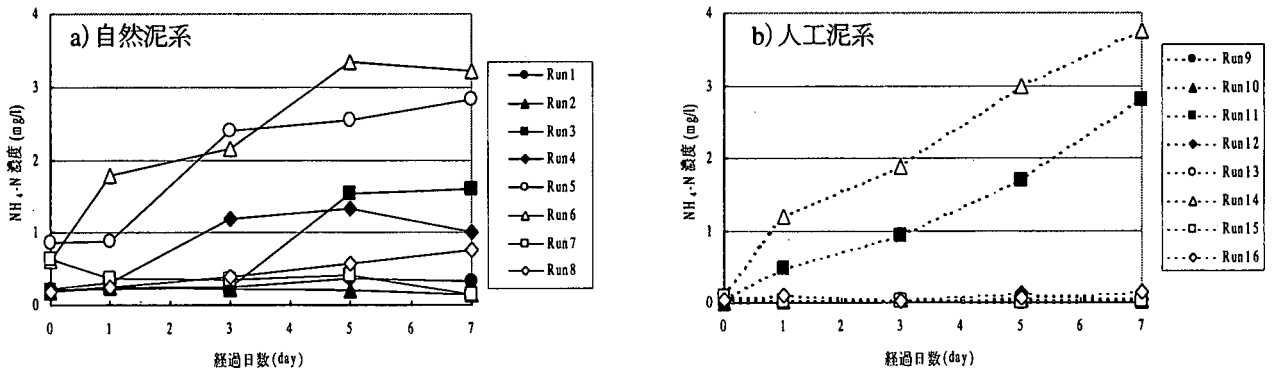 a) 自然泥系
NH₄-N 濃度 (mg/l)
4
3
2
1
0
0 1 2 3 4 5 6 7
経過日数(day)
Run1
Run2
Run3
Run4
Run5
Run6
Run7
Run8
b) 人工泥系
NH₄-N 濃度 (mg/l)
4
3
2
1
0
0 1 2 3 4 5 6 7
経過日数(day)
Run9
Run10
Run11
Run12
Run13
Run14
Run15
Run16